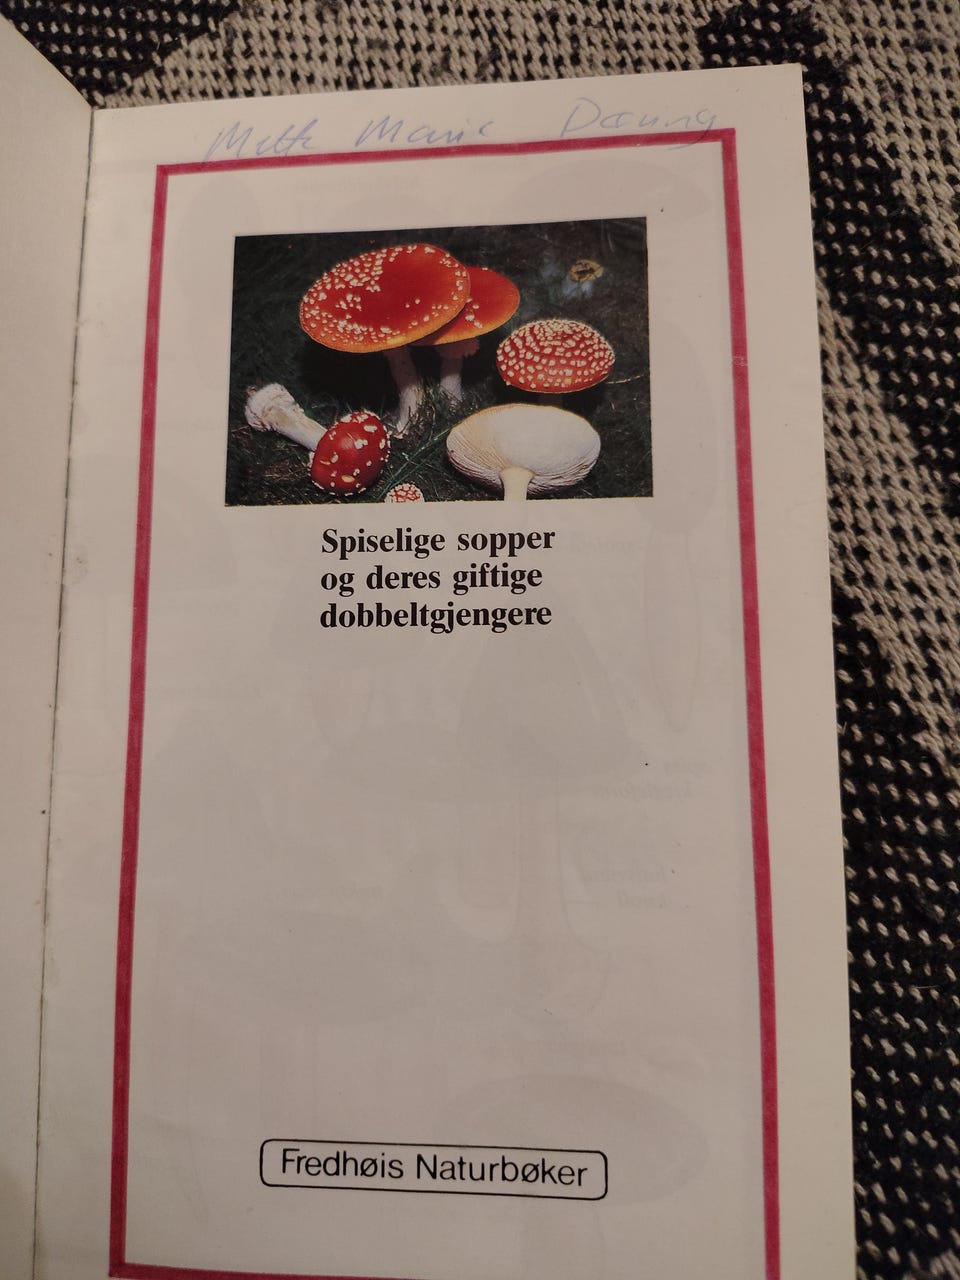 Mette Marie
Spiselige sopper
og deres giftige
dobbeltgjengere
Fredhøis Naturbøker